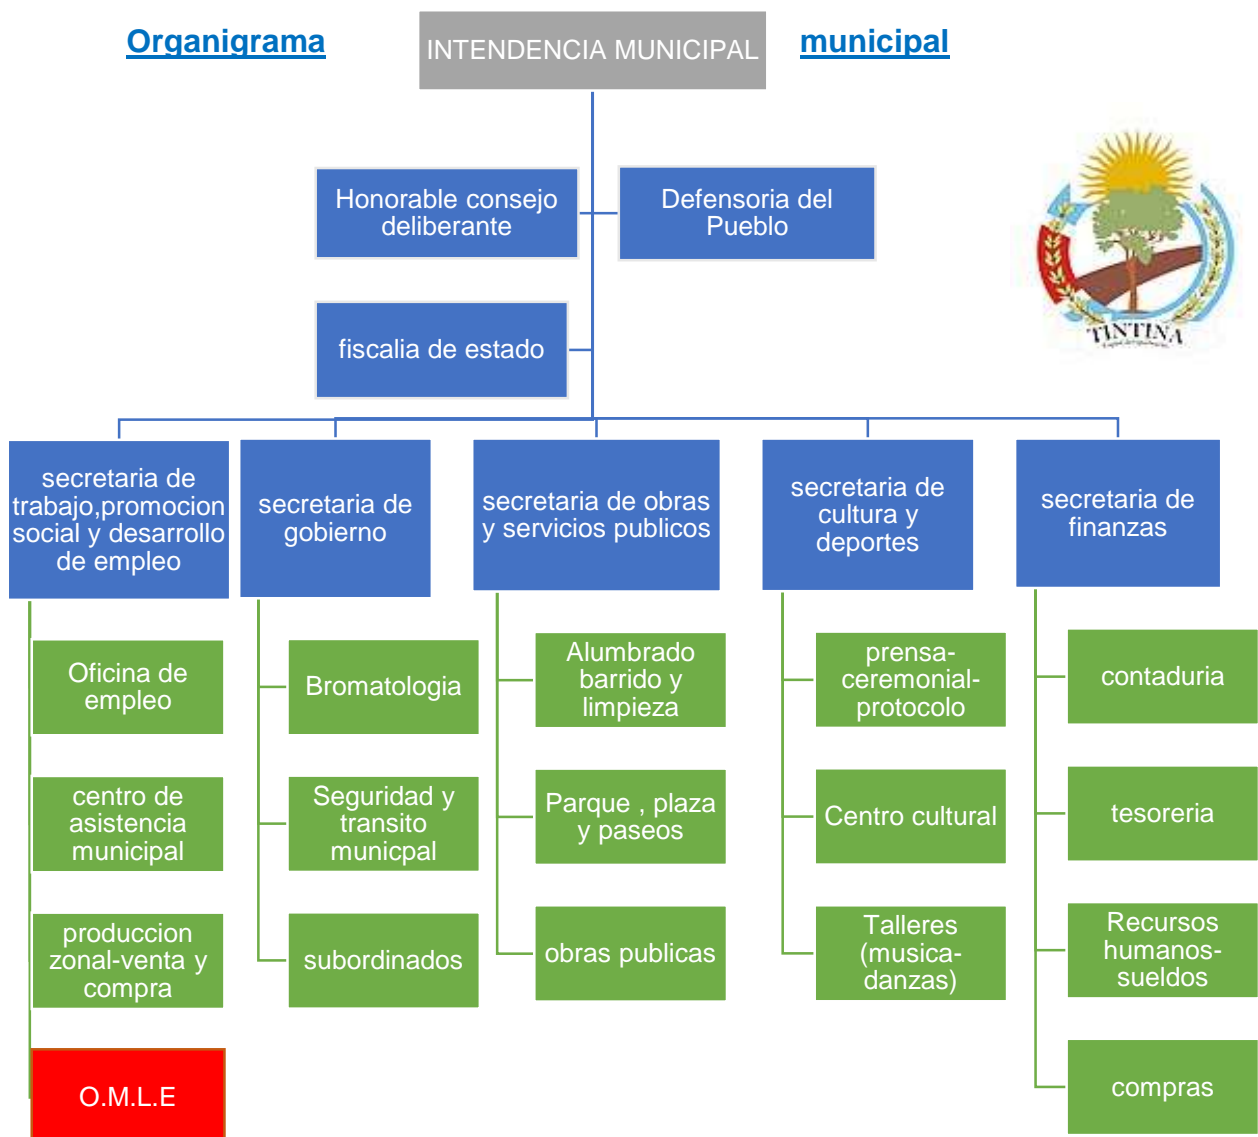 Organigrama
INTENDENCIA MUNICIPAL
municipal
Honorable consejo
deliberante
Defensoria del
Pueblo
TINTINA
fiscalia de estado
secretaria de
trabajo,promocion
social y desarrollo
de empleo
secretaria de
gobierno
secretaria de obras
y servicios publicos
secretaria de
cultura y
deportes
secretaria de
finanzas
Oficina de
empleo
centro de
asistencia
municipal
produccion
zonal-venta y
compra
O.M.L.E
Bromatologia
Seguridad y
transito
municpal
subordinados
Alumbrado
barrido y
limpieza
Parque , plaza
y paseos
obras publicas
prensa-
ceremonial-
protocolo
Centro cultural
Talleres
(musica-
danzas)
contaduria
tesoreria
Recursos
humanos-
sueldos
compras